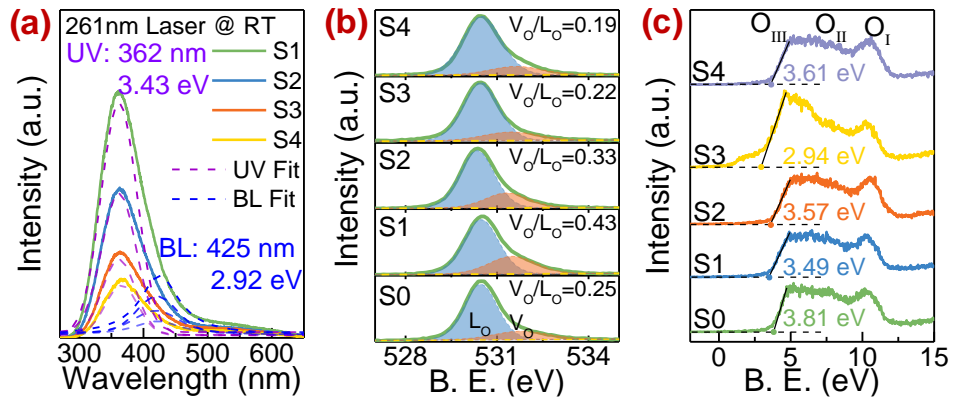 (a)
261nm Laser @ RT
UV: 362 nm
3.43 eV
S1
S2
S3
S4
UV Fit
BL Fit
BL: 425 nm
2.92 eV
Intensity (a.u.)
300
400
500
600
Wavelength (nm)
(b)
S4
V_O/L_O=0.19
S3
V_O/L_O=0.22
S2
V_O/L_O=0.33
S1
V_O/L_O=0.43
S0
V_O/L_O=0.25
L_O
V_O
Intensity (a.u.)
528
531
534
B. E. (eV)
(c)
O_III
O_II
O_I
S4
3.61 eV
S3
2.94 eV
S2
3.57 eV
S1
3.49 eV
S0
3.81 eV
Intensity (a.u.)
0
5
10
15
B. E. (eV)